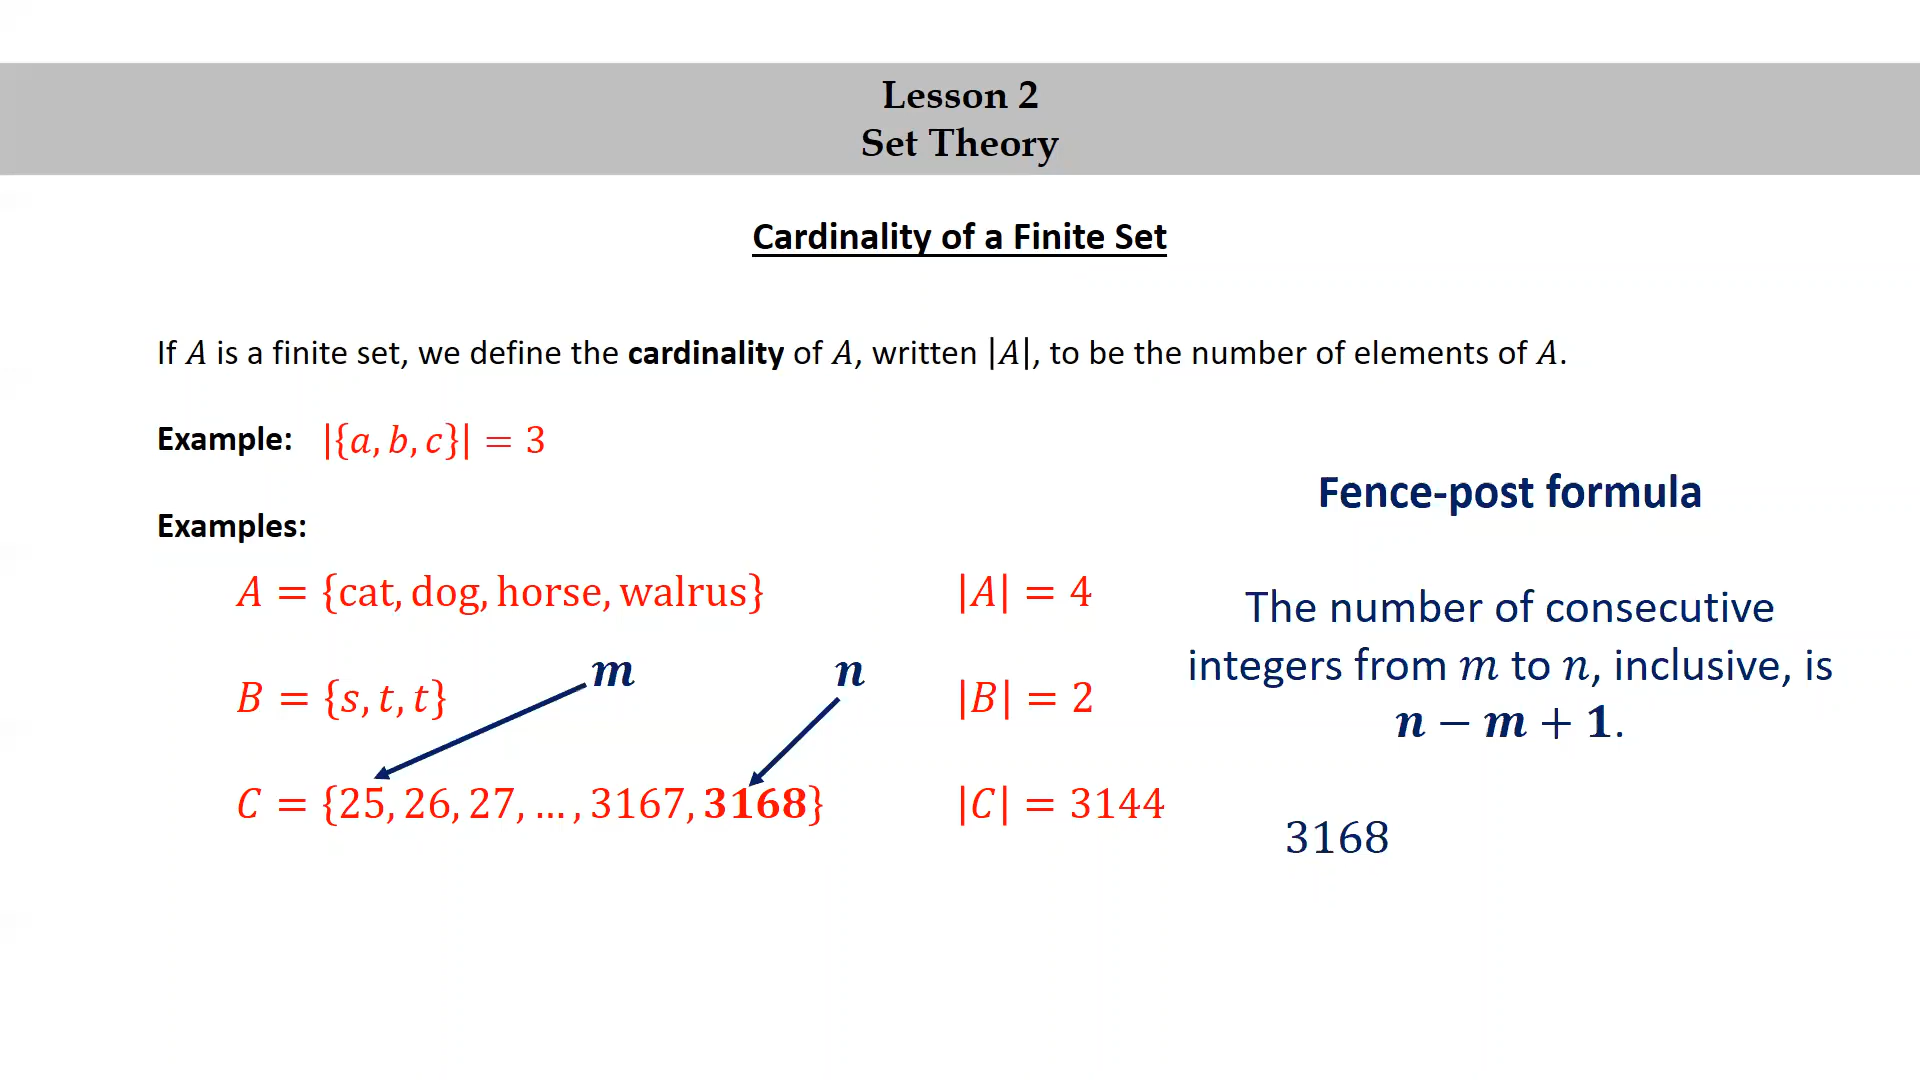 Lesson 2
Set Theory
Cardinality of a Finite Set
If A is a finite set, we define the cardinality of A, written |A|, to be the number of elements of A.
Example: |{a, b, c}| = 3
Fence-post formula
Examples:
A = {cat, dog, horse, walrus} |A| = 4
The number of consecutive
integers from m to n, inclusive, is
n − m + 1.
m n
B = {s, t, t} |B| = 2
C = {25, 26, 27, … , 3167, 3168} |C| = 3144
3168